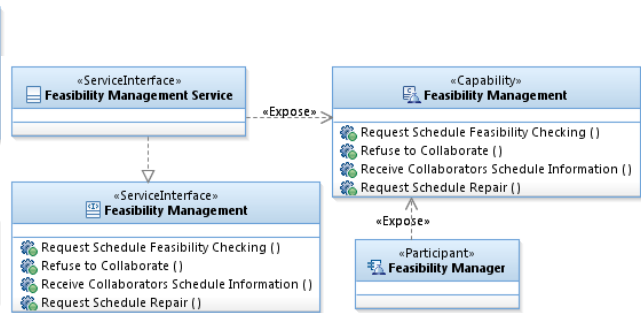 «ServiceInterface»
Feasibility Management Service
«Expose»
«Capability»
Feasibility Management
Request Schedule Feasibility Checking ()
Refuse to Collaborate ()
Receive Collaborators Schedule Information ()
Request Schedule Repair ()
«ServiceInterface»
Feasibility Management
Request Schedule Feasibility Checking ()
Refuse to Collaborate ()
Receive Collaborators Schedule Information ()
Request Schedule Repair ()
«Expose»
«Participant»
Feasibility Manager